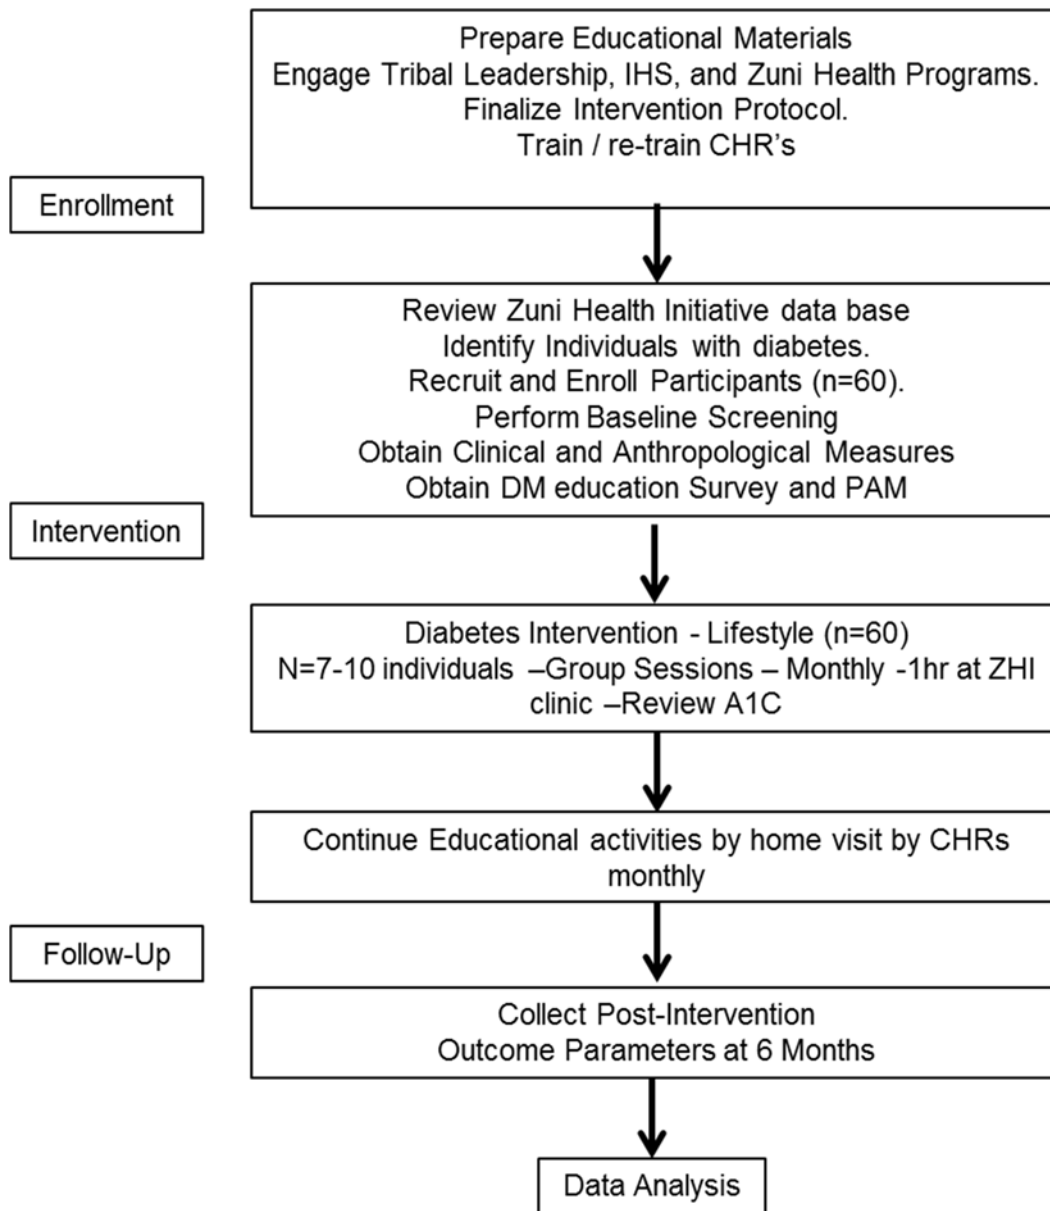 Prepare Educational Materials
Engage Tribal Leadership, IHS, and Zuni Health Programs.
Finalize Intervention Protocol.
Train / re-train CHR's
Enrollment
Review Zuni Health Initiative data base
Identify Individuals with diabetes.
Recruit and Enroll Participants (n=60).
Perform Baseline Screening
Obtain Clinical and Anthropological Measures
Obtain DM education Survey and PAM
Intervention
Diabetes Intervention - Lifestyle (n=60)
N=7-10 individuals –Group Sessions – Monthly -1hr at ZHI
clinic –Review A1C
Continue Educational activities by home visit by CHRs
monthly
Follow-Up
Collect Post-Intervention
Outcome Parameters at 6 Months
Data Analysis